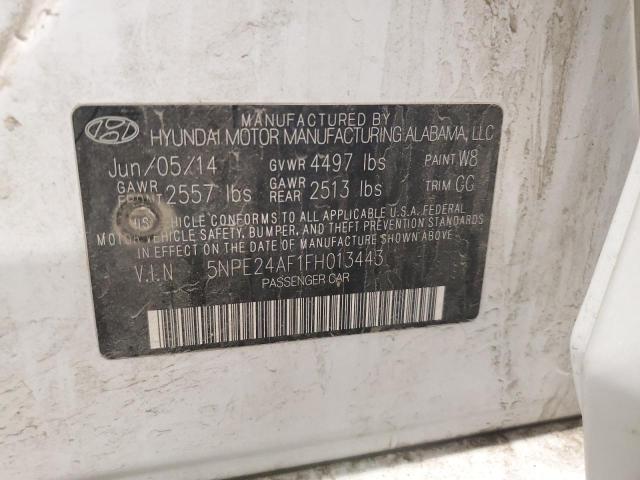 MANUFACTURED BY
HYUNDAI MOTOR MANUFACTURING ALABAMA, LLC
Jun/05/14 GVWR 4497 lbs PAINT W8
GAWR FRONT 2557 lbs GAWR REAR 2513 lbs TRIM GG
THIS VEHICLE CONFORMS TO ALL APPLICABLE U.S.A. FEDERAL
MOTOR VEHICLE SAFETY, BUMPER, AND THEFT PREVENTION STANDARDS
IN EFFECT ON THE DATE OF MANUFACTURE SHOWN ABOVE.
V.I.N 5NPE24AF1FH013443
PASSENGER CAR